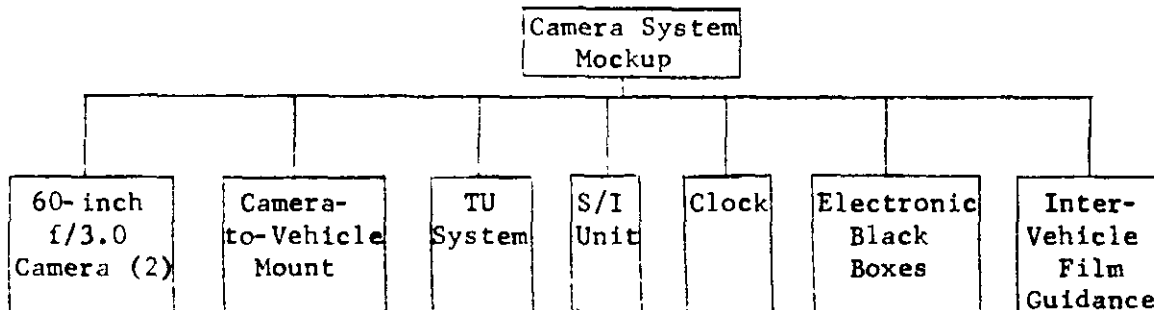 Camera System
Mockup
60-inch
f/3.0
Camera (2)
Camera-
to-Vehicle
Mount
TU
System
S/I
Unit
Clock
Electronic
Black
Boxes
Inter-
Vehicle
Film
Guidance